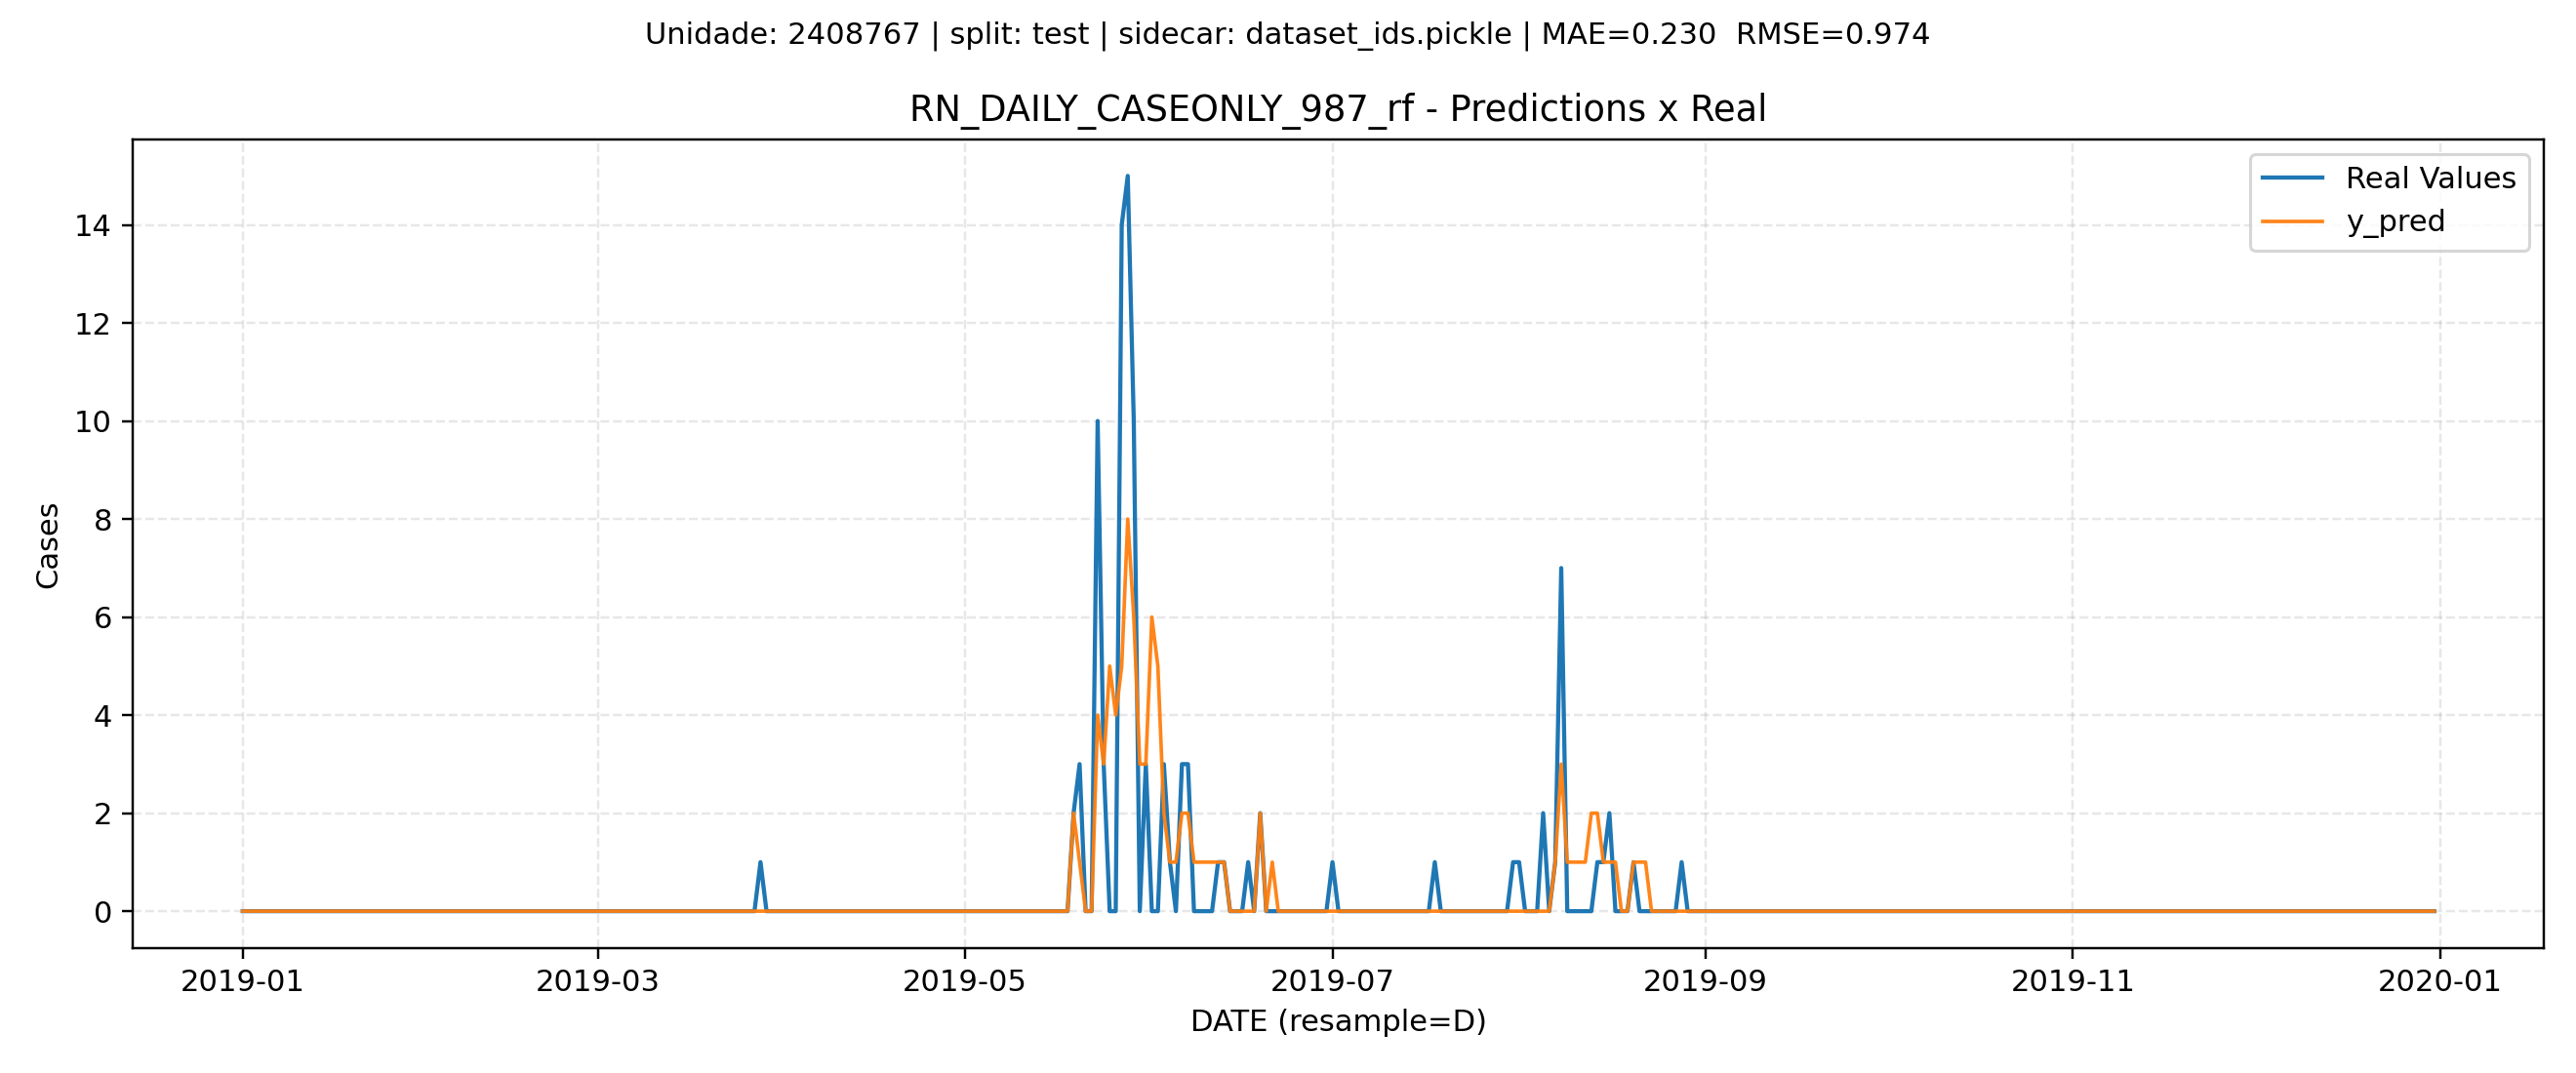 Unidade: 2408767 | split: test | sidecar: dataset_ids.pickle | MAE=0.230  RMSE=0.974
RN_DAILY_CASEONLY_987_rf - Predictions x Real
Real Values
y_pred
14
12
10
8
6
4
2
0
Cases
2019-01
2019-03
2019-05
2019-07
2019-09
2019-11
2020-01
DATE (resample=D)